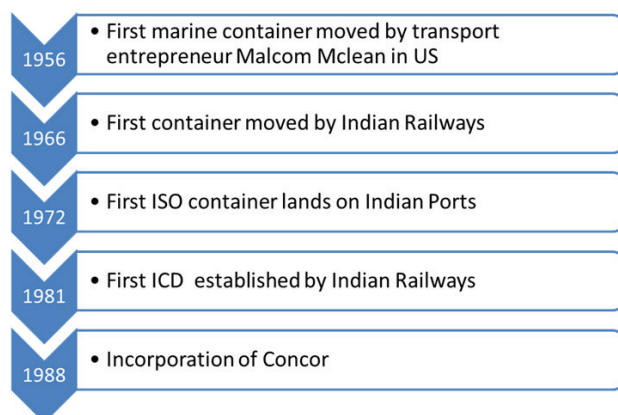 1956
• First marine container moved by transport
entrepreneur Malcom Mclean in US
1966
• First container moved by Indian Railways
1972
• First ISO container lands on Indian Ports
1981
• First ICD established by Indian Railways
1988
• Incorporation of Concor